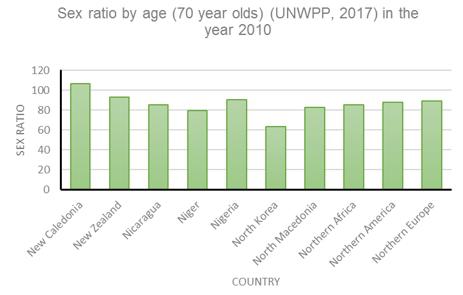 Sex ratio by age (70 year olds) (UNWPP, 2017) in the
year 2010
120
100
80
60
40
20
0
SEX RATIO
New Caledonia
New Zealand
Nicaragua
Niger
Nigeria
North Korea
North Macedonia
Northern Africa
Northern America
Northern Europe
COUNTRY